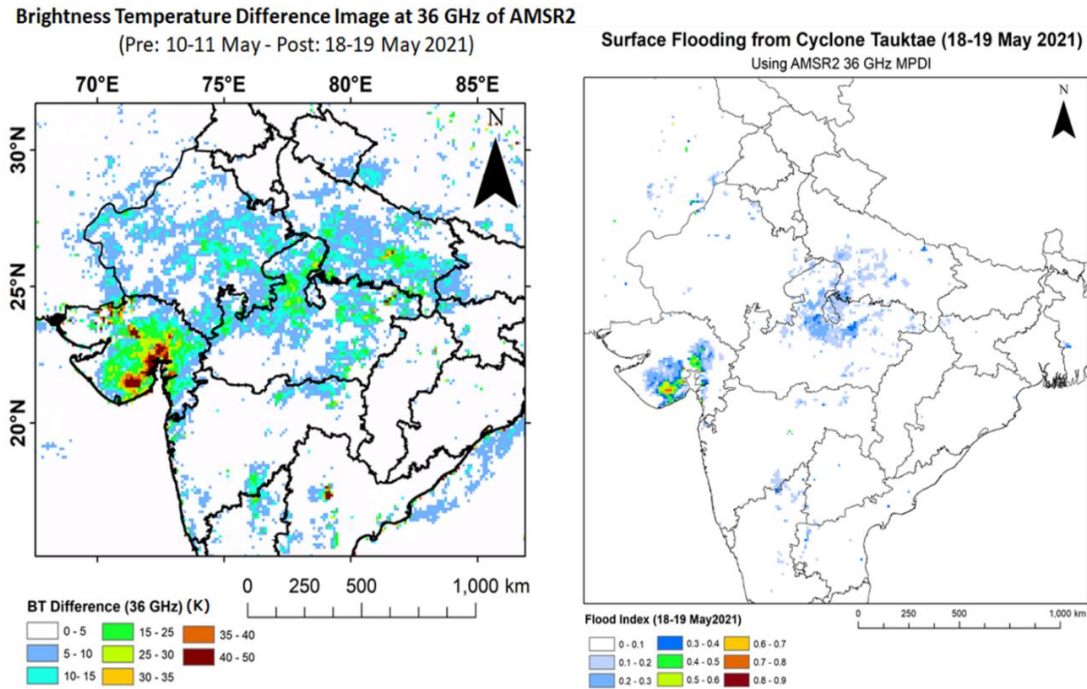 Brightness Temperature Difference Image at 36 GHz of AMSR2
(Pre: 10-11 May - Post: 18-19 May 2021)
70°E 75°E 80°E 85°E
N
30°N
25°N
20°N
0 250 500 1,000 km
BT Difference (36 GHz) (K)
0 - 5 15 - 25 35 - 40
5 - 10 25 - 30 40 - 50
10- 15 30 - 35
Surface Flooding from Cyclone Tauktae (18-19 May 2021)
Using AMSR2 36 GHz MPDI
N
0 250 500 1,000 km
Flood Index (18-19 May2021)
0 - 0.1 0.3 - 0.4 0.6 - 0.7
0.1 - 0.2 0.4 - 0.5 0.7 - 0.8
0.2 - 0.3 0.5 - 0.6 0.8 - 0.9